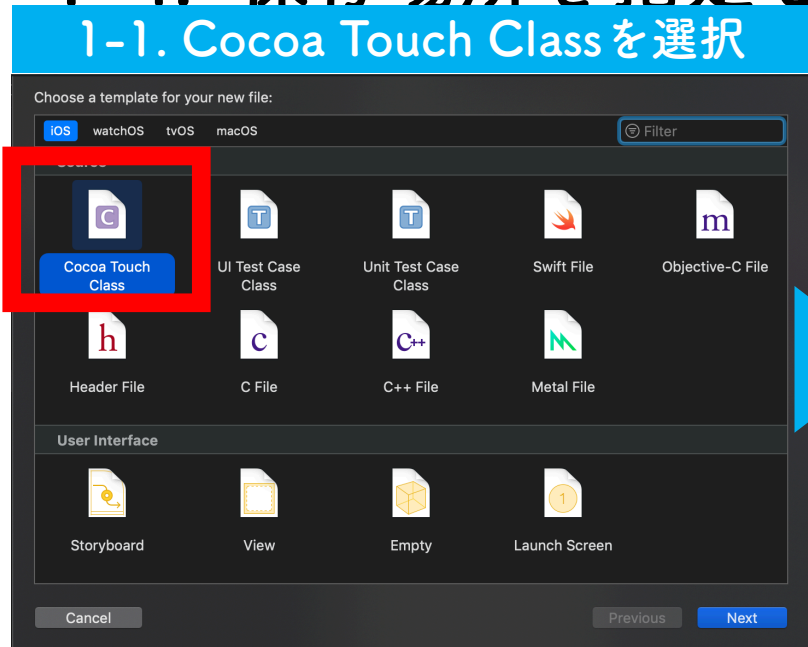 1-1. Cocoa Touch Classを選択
Choose a template for your new file:
iOS watchOS tvOS macOS
Filter
Source
C
T
T
m
Cocoa Touch Class
UI Test Case Class
Unit Test Case Class
Swift File
Objective-C File
h
c
C++
Header File
C File
C++ File
Metal File
User Interface
1
Storyboard
View
Empty
Launch Screen
Cancel
Previous
Next